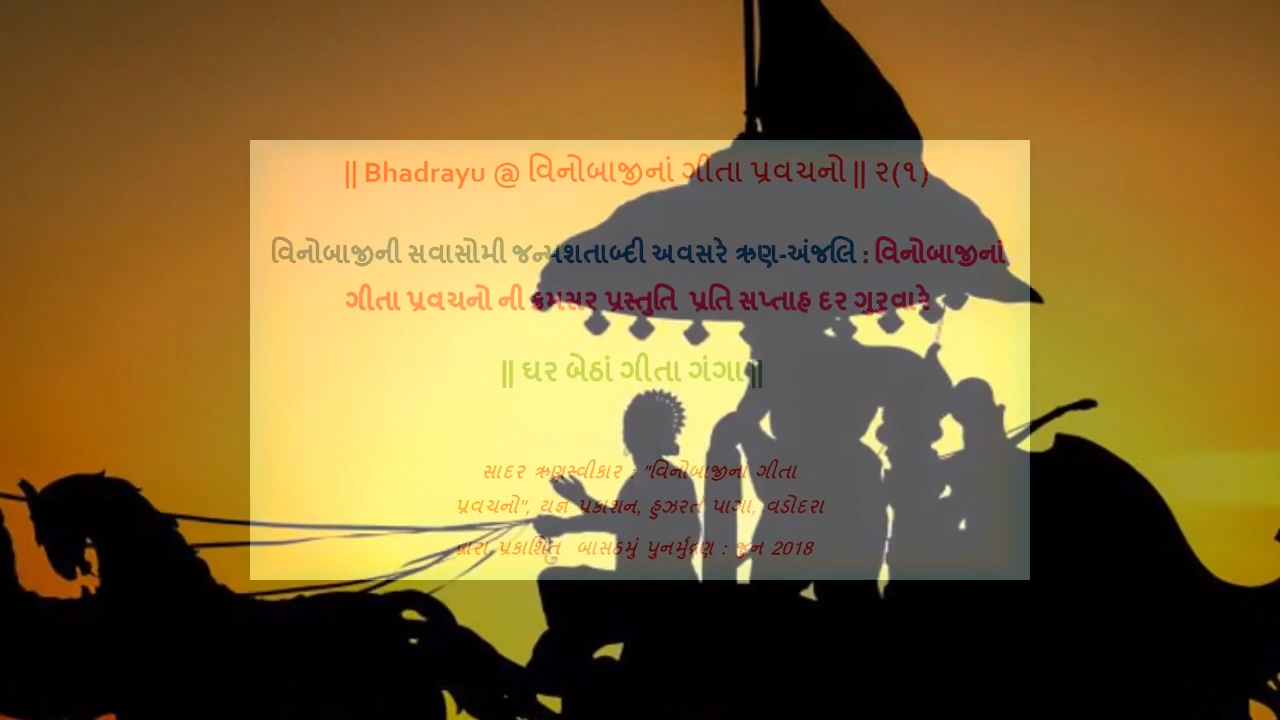 || Bhadrayu @ વિનોબાજીનાં ગીતા પ્રવચનો || ૨(૧)
વિનોબાજીની સવાસોમી જન્મશતાબ્દી અવસરે ઋણ-અંજલિ : વિનોબાજીનાં
ગીતા પ્રવચનો ની ક્રમસર પ્રસ્તુતિ પ્રતિ સપ્તાહ દર ગુરૂવારે
|| ઘર બેઠાં ગીતા ગંગા ||
સાદર ઋણસ્વીકાર : "વિનોબાજીનાં ગીતા
પ્રવચનો", યજ્ઞ પ્રકાશન, હુઝરત પાગા, વડોદરા
દ્વારા પ્રકાશિત બાસઠમું પુનર્મુદ્રણ : જૂન 2018